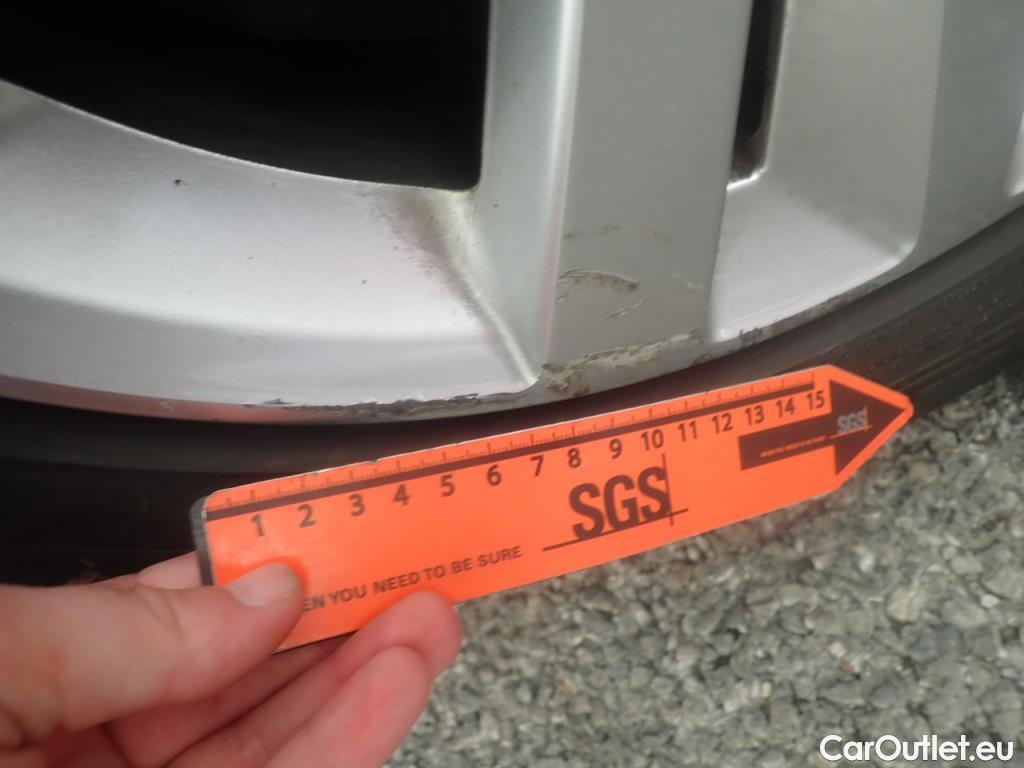 1 2 3 4 5 6 7 8 9 10 11 12 13 14 15
SGS
SGS
EN YOU NEED TO BE SURE
CarOutlet.eu